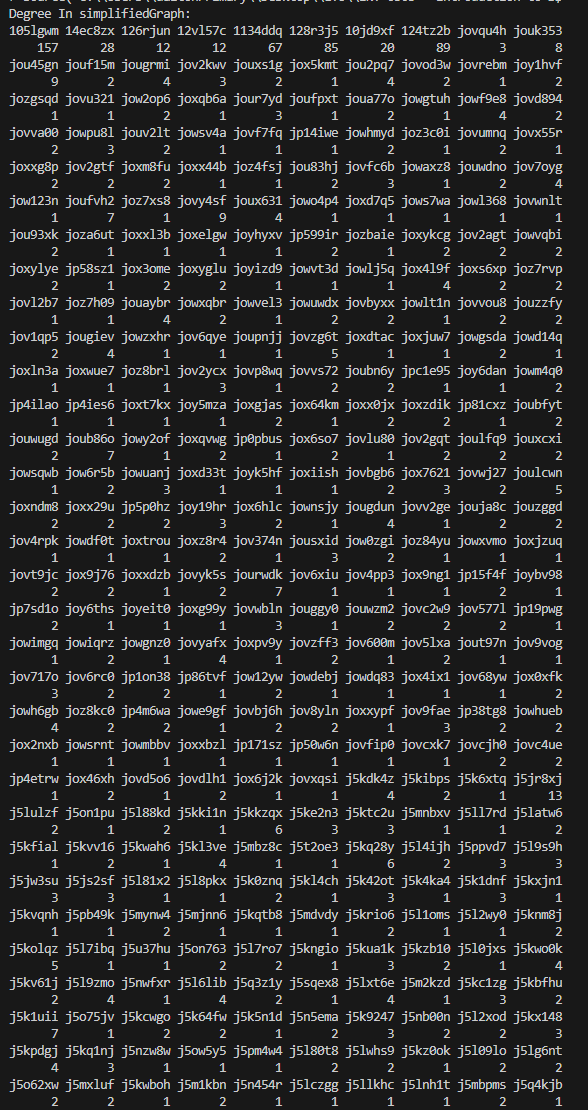 Degree In simplifiedGraph:
105lgwm 14ec8zx 126rjun 12vl57c 1134ddq 128r3j5 10jd9xf 124tz2b jovqu4h jouk353
157 28 12 12 67 85 20 89 3 8
jou45gn jouf15m jougrmi jov2kwv jouxs1g jox5kmt jou2pq7 jovod3w jovrebm joy1hvf
9 2 4 3 2 1 4 2 1 2
jozgsqd jovu321 jow2op6 joxqb6a jour7yd joufpxt joua77o jowgtuh jowf9e8 jovd894
1 1 2 1 3 1 2 1 4 2
jovva00 jowpu8l jouv2lt jowsv4a jovf7fq jp14iwe jowhmyd joz3c0i jovumnq jovx55r
2 3 2 1 1 1 2 1 2 1
joxxg8p jov2gtf joxm8fu joxx44b joz4fsj jou83hj jovfc6b jowaxz8 jouwdno jov7oyg
2 2 2 1 1 2 3 1 2 4
jow123n joufvh2 joz7xs8 jovy4sf joux631 jowo4p4 joxd7q5 jows7wa jowl368 jovwnlt
1 7 1 9 4 1 1 1 1 1
jou93xk joza6ut joxxl3b joxelgw joyhyxv jp599ir jozbaie joxykcg jov2agt jowvqbi
2 1 1 1 1 2 1 2 2 2
joxylye jp58sz1 jox3ome joxyglu joyizd9 jowvt3d jowlj5q jox4l9f joxs6xp joz7rvp
2 1 2 2 1 1 1 4 2 2
jovl2b7 joz7h09 jouaybr jowxqbr jowvel3 jowuwdx jovbyxx jowlt1n jovvou8 jouzzfy
1 1 4 2 1 2 2 1 2 2
jov1qp5 jougiev jowzxhr jov6qye joupnjj jovzg6t joxdtac joxjuw7 jowgsda jowd14q
2 4 1 1 1 5 1 1 2 1
joxln3a joxwue7 joz8brl jov2ycx jovp8wq jovvs72 joubn6y jpc1e95 joy6dan jowm4q0
1 1 1 3 1 2 2 1 1 2
jp4ilao jp4ies6 joxt7kx joy5mza joxgjas jox64km joxx0jx joxzdik jp81cxz joubfyt
1 1 1 1 2 1 1 1 1 2
jouwugd joub86o jowy2of joxqvwg jp0pbus jox6so7 jovlu80 jov2gqt joulfq9 jouxcxi
2 7 1 2 1 1 1 2 1 2
jowsqwb jow6r5b jowuanj joxd33t joyk5hf joxiish jovbgb6 jox7621 jovwj27 joulcwn
1 2 3 1 1 1 2 3 2 5
joxndm8 joxx29u jp5p0hz joy19hr jox6hlc jownsjy jougdun jovv2ge jouja8c jouzggd
2 2 2 3 2 1 4 1 2 2
jov4rpk jowdf0t joxtrou joxz8r4 jov374n jousxid jow0zgi joz84yu jowxvmo joxjzuq
1 1 1 2 1 3 2 1 1 1
jovt9jc jox9j76 joxxdzb jovyk5s jourwdk jov6xiu jov4pp3 jox9ng1 jp15f4f joybv98
2 2 1 2 7 1 1 1 1 1
jp7sd1o joy6ths joyeit0 joxg99y jovwbln jouggy0 jouwzm2 jovc2w9 jov577l jp19pwg
1 2 1 1 3 1 2 2 2 1
jowimgq jowiqrz jowgnz0 jovyafx joxpv9y jovzff3 jov600m jov5lxa jout97n jov9vog
1 2 1 4 1 2 1 2 1 1
jov717o jov6rc0 jp1on38 jp86tvf jow12yw jowdebj jowdq83 jox4ix1 jov68yw jox0xfk
3 2 2 1 2 1 1 1 1 2
jowh6gb joz8kc0 jp4m6wa jowe9gf jovbj6h jov8yln joxxypf jov9fae jp38tg8 jowhueb
4 2 2 1 2 2 1 3 2 2
jox2nxb jowsrnt jowmbbv joxxbzl jp171sz jp50w6n jovfip0 jovcxk7 jovcjh0 jovc4ue
1 1 1 1 1 1 1 1 2 2
jp4etrw jox46xh jovd5o6 jovdlh1 jox6j2k jovxqsi j5kdk4z j5kibps j5k6xtq j5jr8xj
1 2 1 2 1 1 4 2 1 13
j5lulzf j5on1pu j5l88kd j5kki1n j5kkzqx j5ke2n3 j5ktc2u j5mnbxv j5ll7rd j5latw6
2 1 2 1 6 3 3 1 1 2
j5kfial j5kvv16 j5kwah6 j5kl3ve j5mbz8c j5t2oe3 j5kq28y j5l4ijh j5ppvd7 j5l9s9h
1 2 1 4 1 1 6 2 3 3
j5jw3su j5js2sf j5l81x2 j5l8pkx j5k0znq j5kl4ch j5k42ot j5k4ka4 j5k1dnf j5kxjn1
3 3 1 1 2 1 3 1 3 1
j5kvqnh j5pb49k j5mynw4 j5mjnn6 j5kqtb8 j5mdvdy j5krio6 j5l1oms j5l2wy0 j5knm8j
1 1 2 1 1 1 2 1 1 2
j5kolqz j5l7ibq j5u37hu j5on763 j5l7ro7 j5kngio j5kua1k j5kzb10 j5l0jxs j5kwo0k
5 1 1 2 2 1 3 2 1 4
j5kv61j j5l9zmo j5nwfxr j5l6lib j5q3z1y j5sqex8 j5lxt6e j5m2kzd j5kc1zg j5kbfhu
2 4 1 4 2 1 4 1 3 2
j5k1uii j5o75jv j5kcwgo j5k64fw j5k5n1d j5n5ema j5k9247 j5nb00n j5l2xod j5kx148
7 1 2 2 1 2 3 2 2 3
j5kpdgj j5kq1nj j5nzw8w j5ow5y5 j5pm4w4 j5l80t8 j5lwhs9 j5kz0ok j5l09lo j5lg6nt
4 3 1 1 1 2 2 1 2 2
j5o62xw j5mxluf j5kwboh j5m1kbn j5n454r j5lczgg j5llkhc j5lnh1t j5mbpms j5q4kjb
2 2 1 2 1 1 1 1 2 1